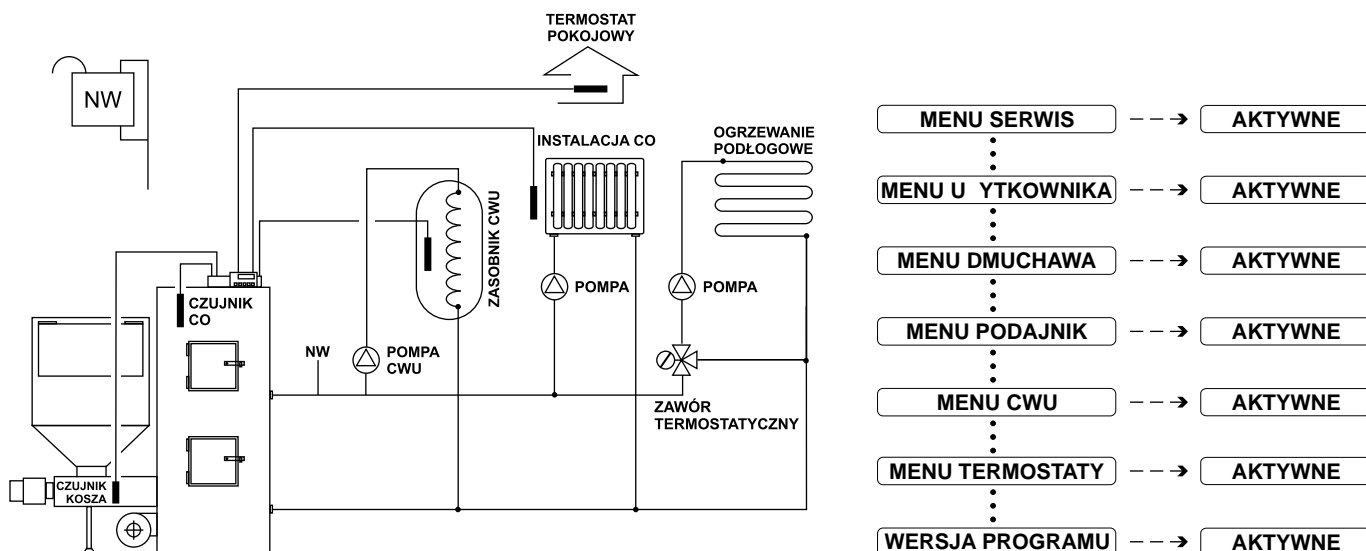 TERMOSTAT
POKOJOWY
NW
INSTALACJA CO
OGRZEWANIE
PODŁOGOWE
ZASOBNIK CWU
CZUJNIK
CO
POMPA
POMPA
NW
POMPA
CWU
ZAWÓR
TERMOSTATYCZNY
CZUJNIK
KOSZA
MENU SERWIS AKTYWNE
MENU U YTKOWNIKA AKTYWNE
MENU DMUCHAWA AKTYWNE
MENU PODAJNIK AKTYWNE
MENU CWU AKTYWNE
MENU TERMOSTATY AKTYWNE
WERSJA PROGRAMU AKTYWNE